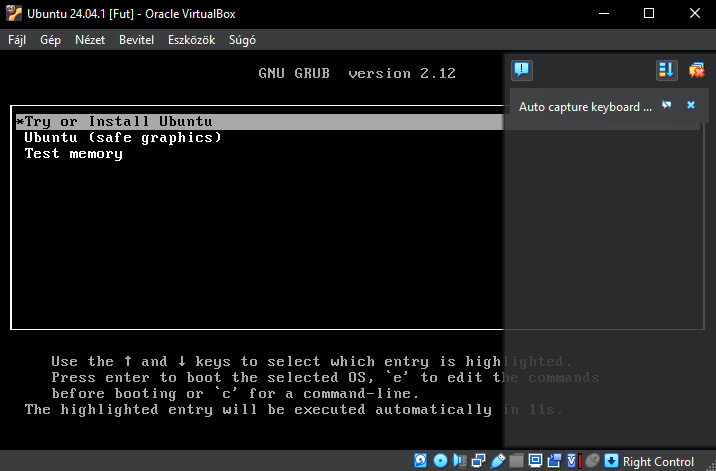 Ubuntu 24.04.1 [Fut] - Oracle VirtualBox
Fájl Gép Nézet Bevitel Eszközök Súgó
GNU GRUB version 2.12
Auto capture keyboard ...
*Try or Install Ubuntu
Ubuntu (safe graphics)
Test memory
Use the ↑ and ↓ keys to select which entry is highlighted.
Press enter to boot the selected OS, `e' to edit the commands
before booting or `c' for a command-line.
The highlighted entry will be executed automatically in 11s.
Right Control